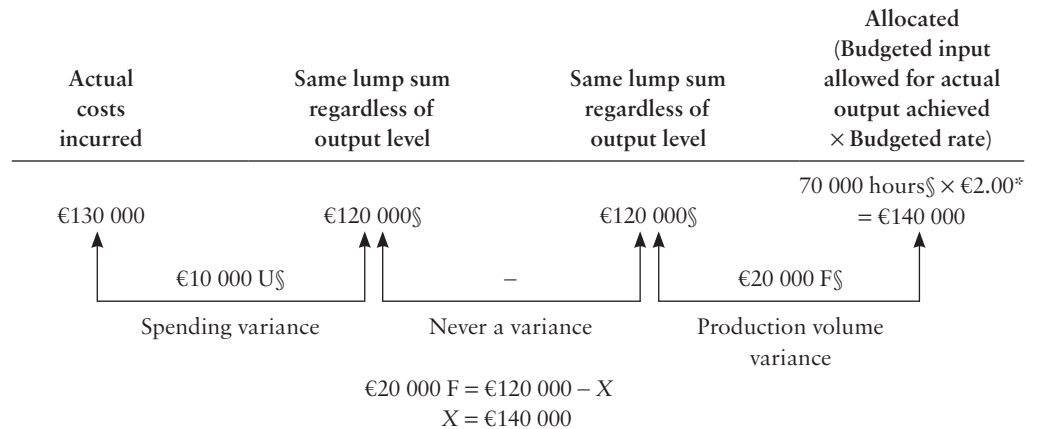 Allocated
(Budgeted input
Actual Same lump sum Same lump sum allowed for actual
costs regardless of regardless of output achieved
incurred output level output level × Budgeted rate)
70 000 hours§ × €2.00*
€130 000 €120 000§ €120 000§ = €140 000
€10 000 U§ – €20 000 F§
Spending variance Never a variance Production volume
variance
€20 000 F = €120 000 – X
X = €140 000